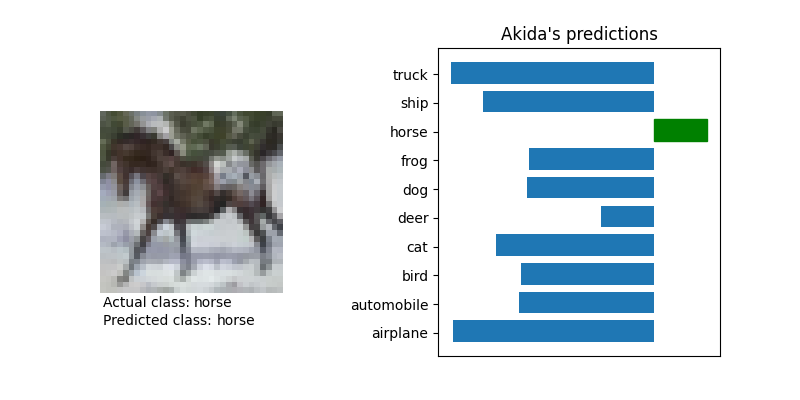 Akida's predictions
truck
ship
horse
frog
dog
deer
cat
bird
automobile
airplane
Actual class: horse
Predicted class: horse